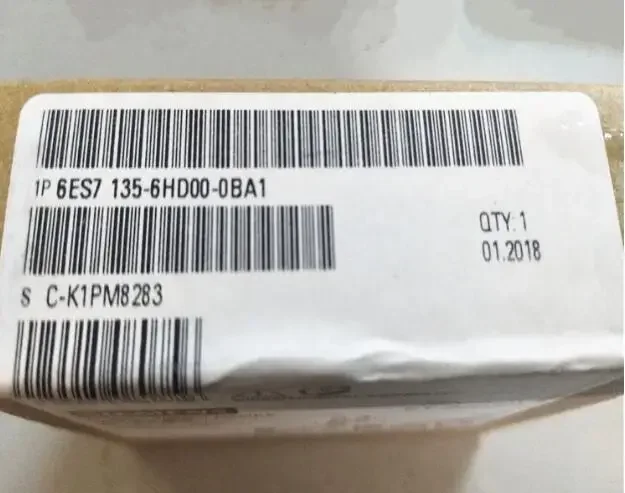 1P 6ES7 135-6HD00-0BA1
QTY: 1
01.2018
S C-K1PM8283